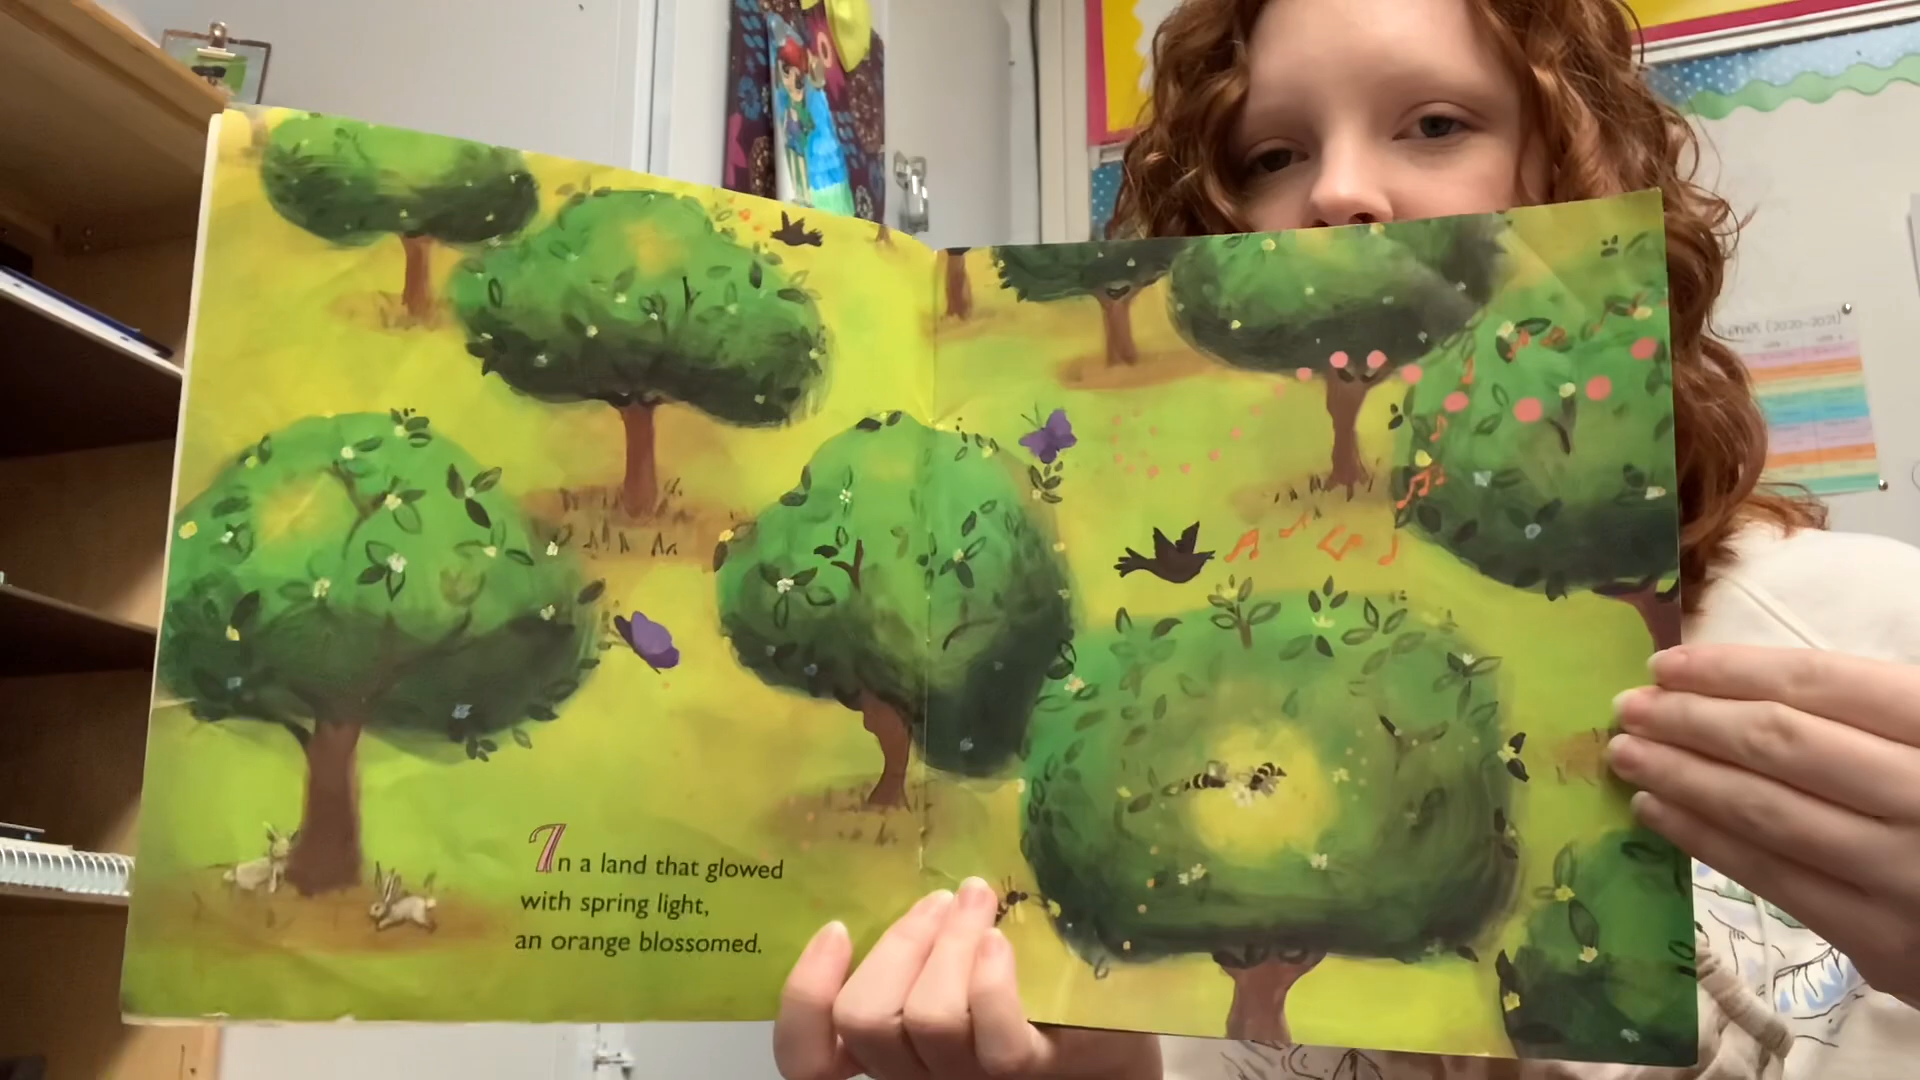 In a land that glowed
with spring light,
an orange blossomed.